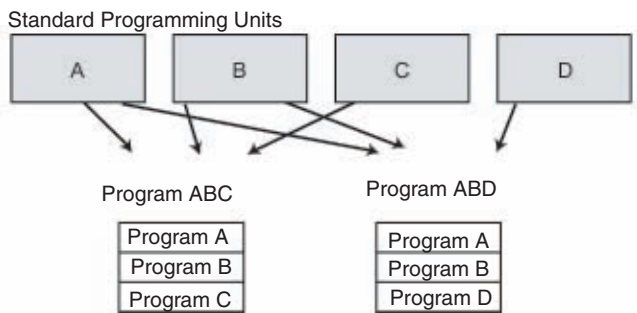 Standard Programming Units
A B C D
Program ABC Program ABD
Program A Program A
Program B Program B
Program C Program D